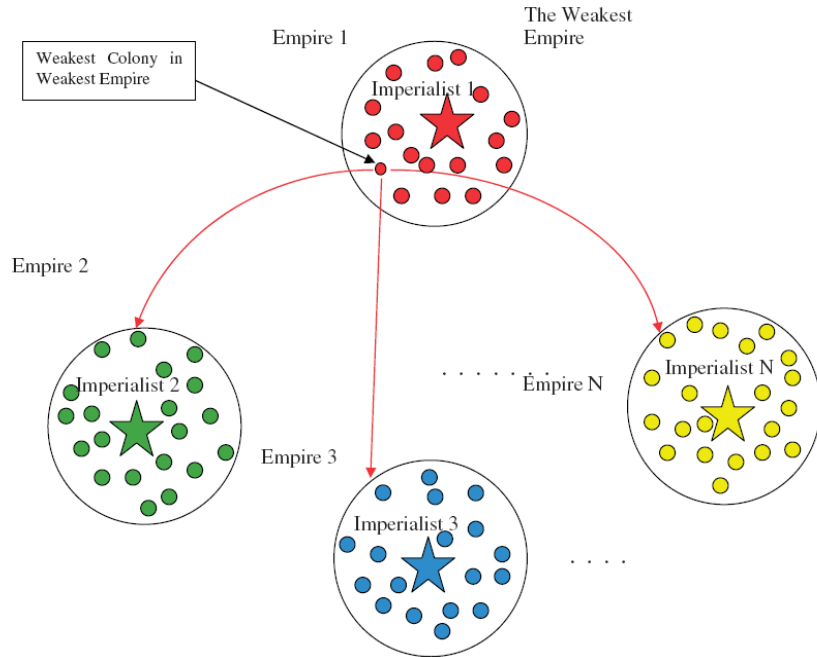 The Weakest
Empire
Empire 1
Weakest Colony in
Weakest Empire
Imperialist 1
Empire 2
Imperialist 2
Imperialist N
. . . . . . .
Empire N
Empire 3
Imperialist 3
. . . .